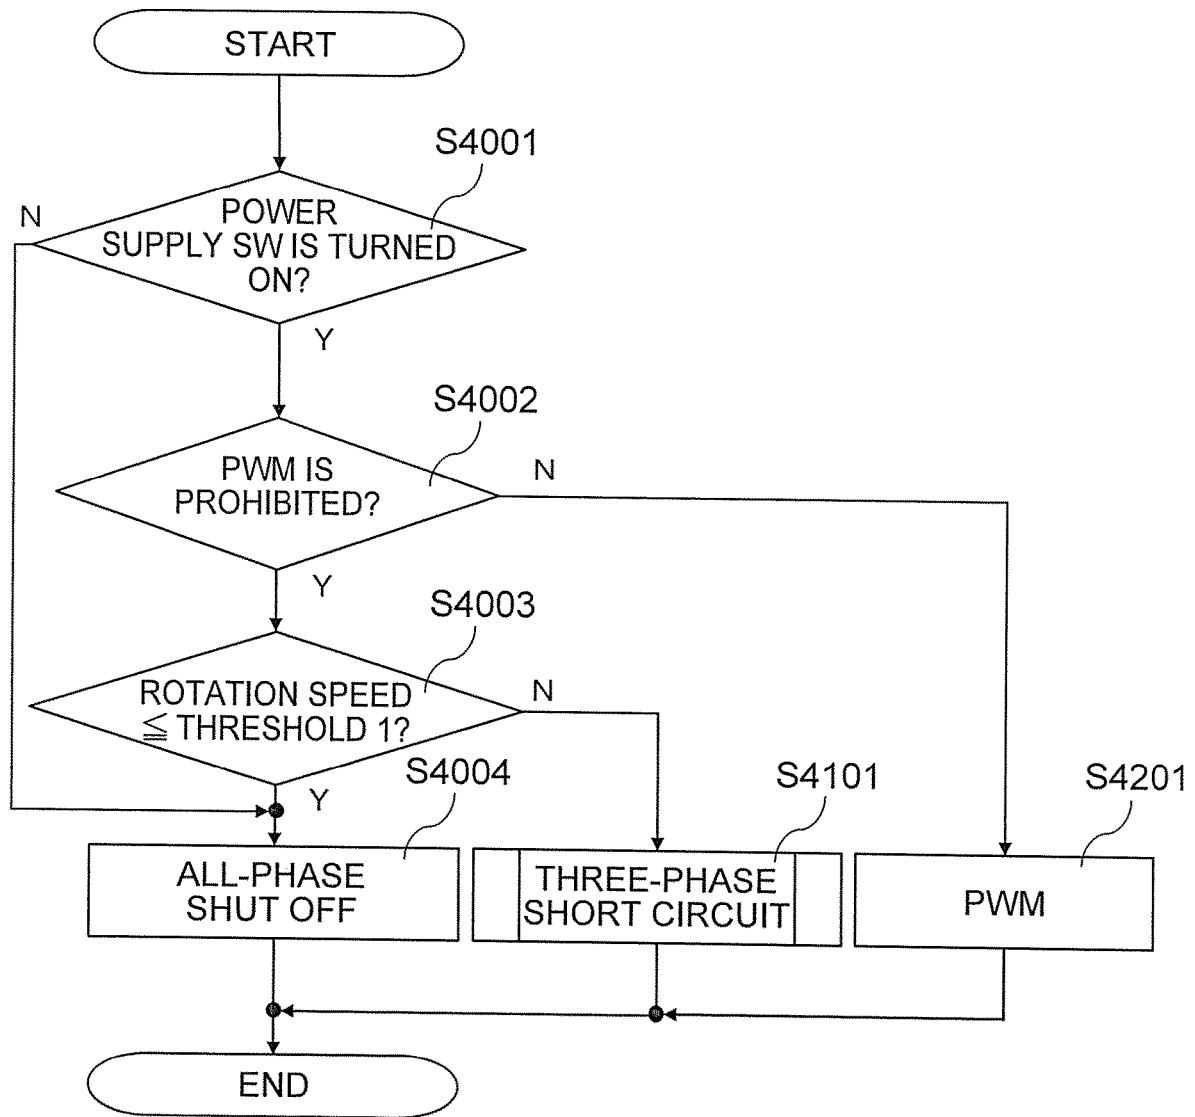 START
S4001
N
POWER
SUPPLY SW IS TURNED
ON?
Y
S4002
PWM IS
PROHIBITED?
N
Y
S4003
ROTATION SPEED
≦ THRESHOLD 1?
N
Y
S4004
S4101
S4201
ALL-PHASE
SHUT OFF
THREE-PHASE
SHORT CIRCUIT
PWM
END